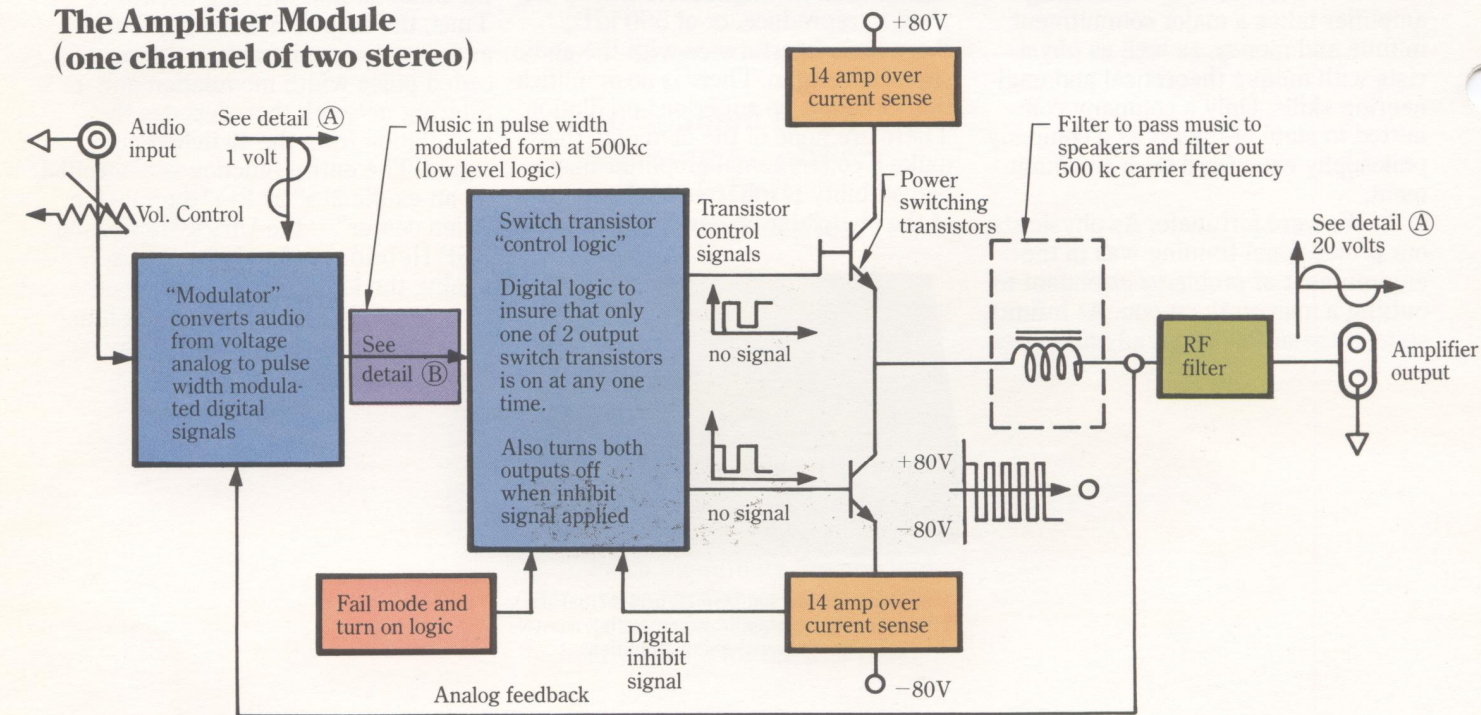 The Amplifier Module
(one channel of two stereo)
+80V
14 amp over
current sense
Audio
input
See detail Ⓐ
1 volt
Music in pulse width
modulated form at 500kc
(low level logic)
Filter to pass music to
speakers and filter out
500 kc carrier frequency
Vol. Control
Power
switching
transistors
Switch transistor
“control logic”
Digital logic to
insure that only
one of 2 output
switch transistors
is on at any one
time.
Also turns both
outputs off
when inhibit
signal applied
Transistor
control
signals
See detail Ⓐ
20 volts
“Modulator”
converts audio
from voltage
analog to pulse
width modula-
ted digital
signals
See
detail Ⓑ
no signal
RF
filter
Amplifier
output
+80V
−80V
no signal
Fail mode and
turn on logic
14 amp over
current sense
Digital
inhibit
signal
−80V
Analog feedback